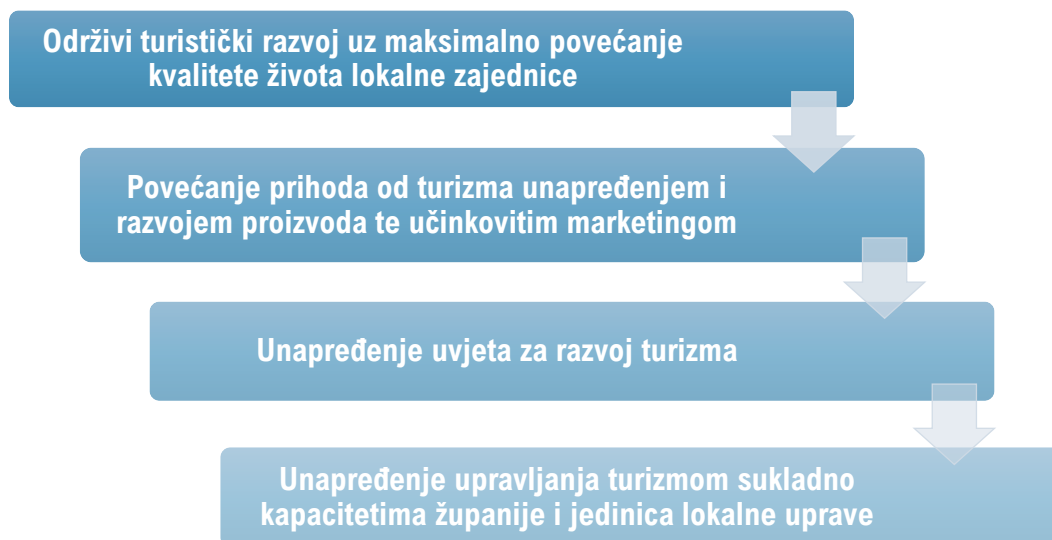 Održivi turistički razvoj uz maksimalno povećanje
kvalitete života lokalne zajednice
Povećanje prihoda od turizma unapređenjem i
razvojem proizvoda te učinkovitim marketingom
Unapređenje uvjeta za razvoj turizma
Unapređenje upravljanja turizmom sukladno
kapacitetima županije i jedinica lokalne uprave